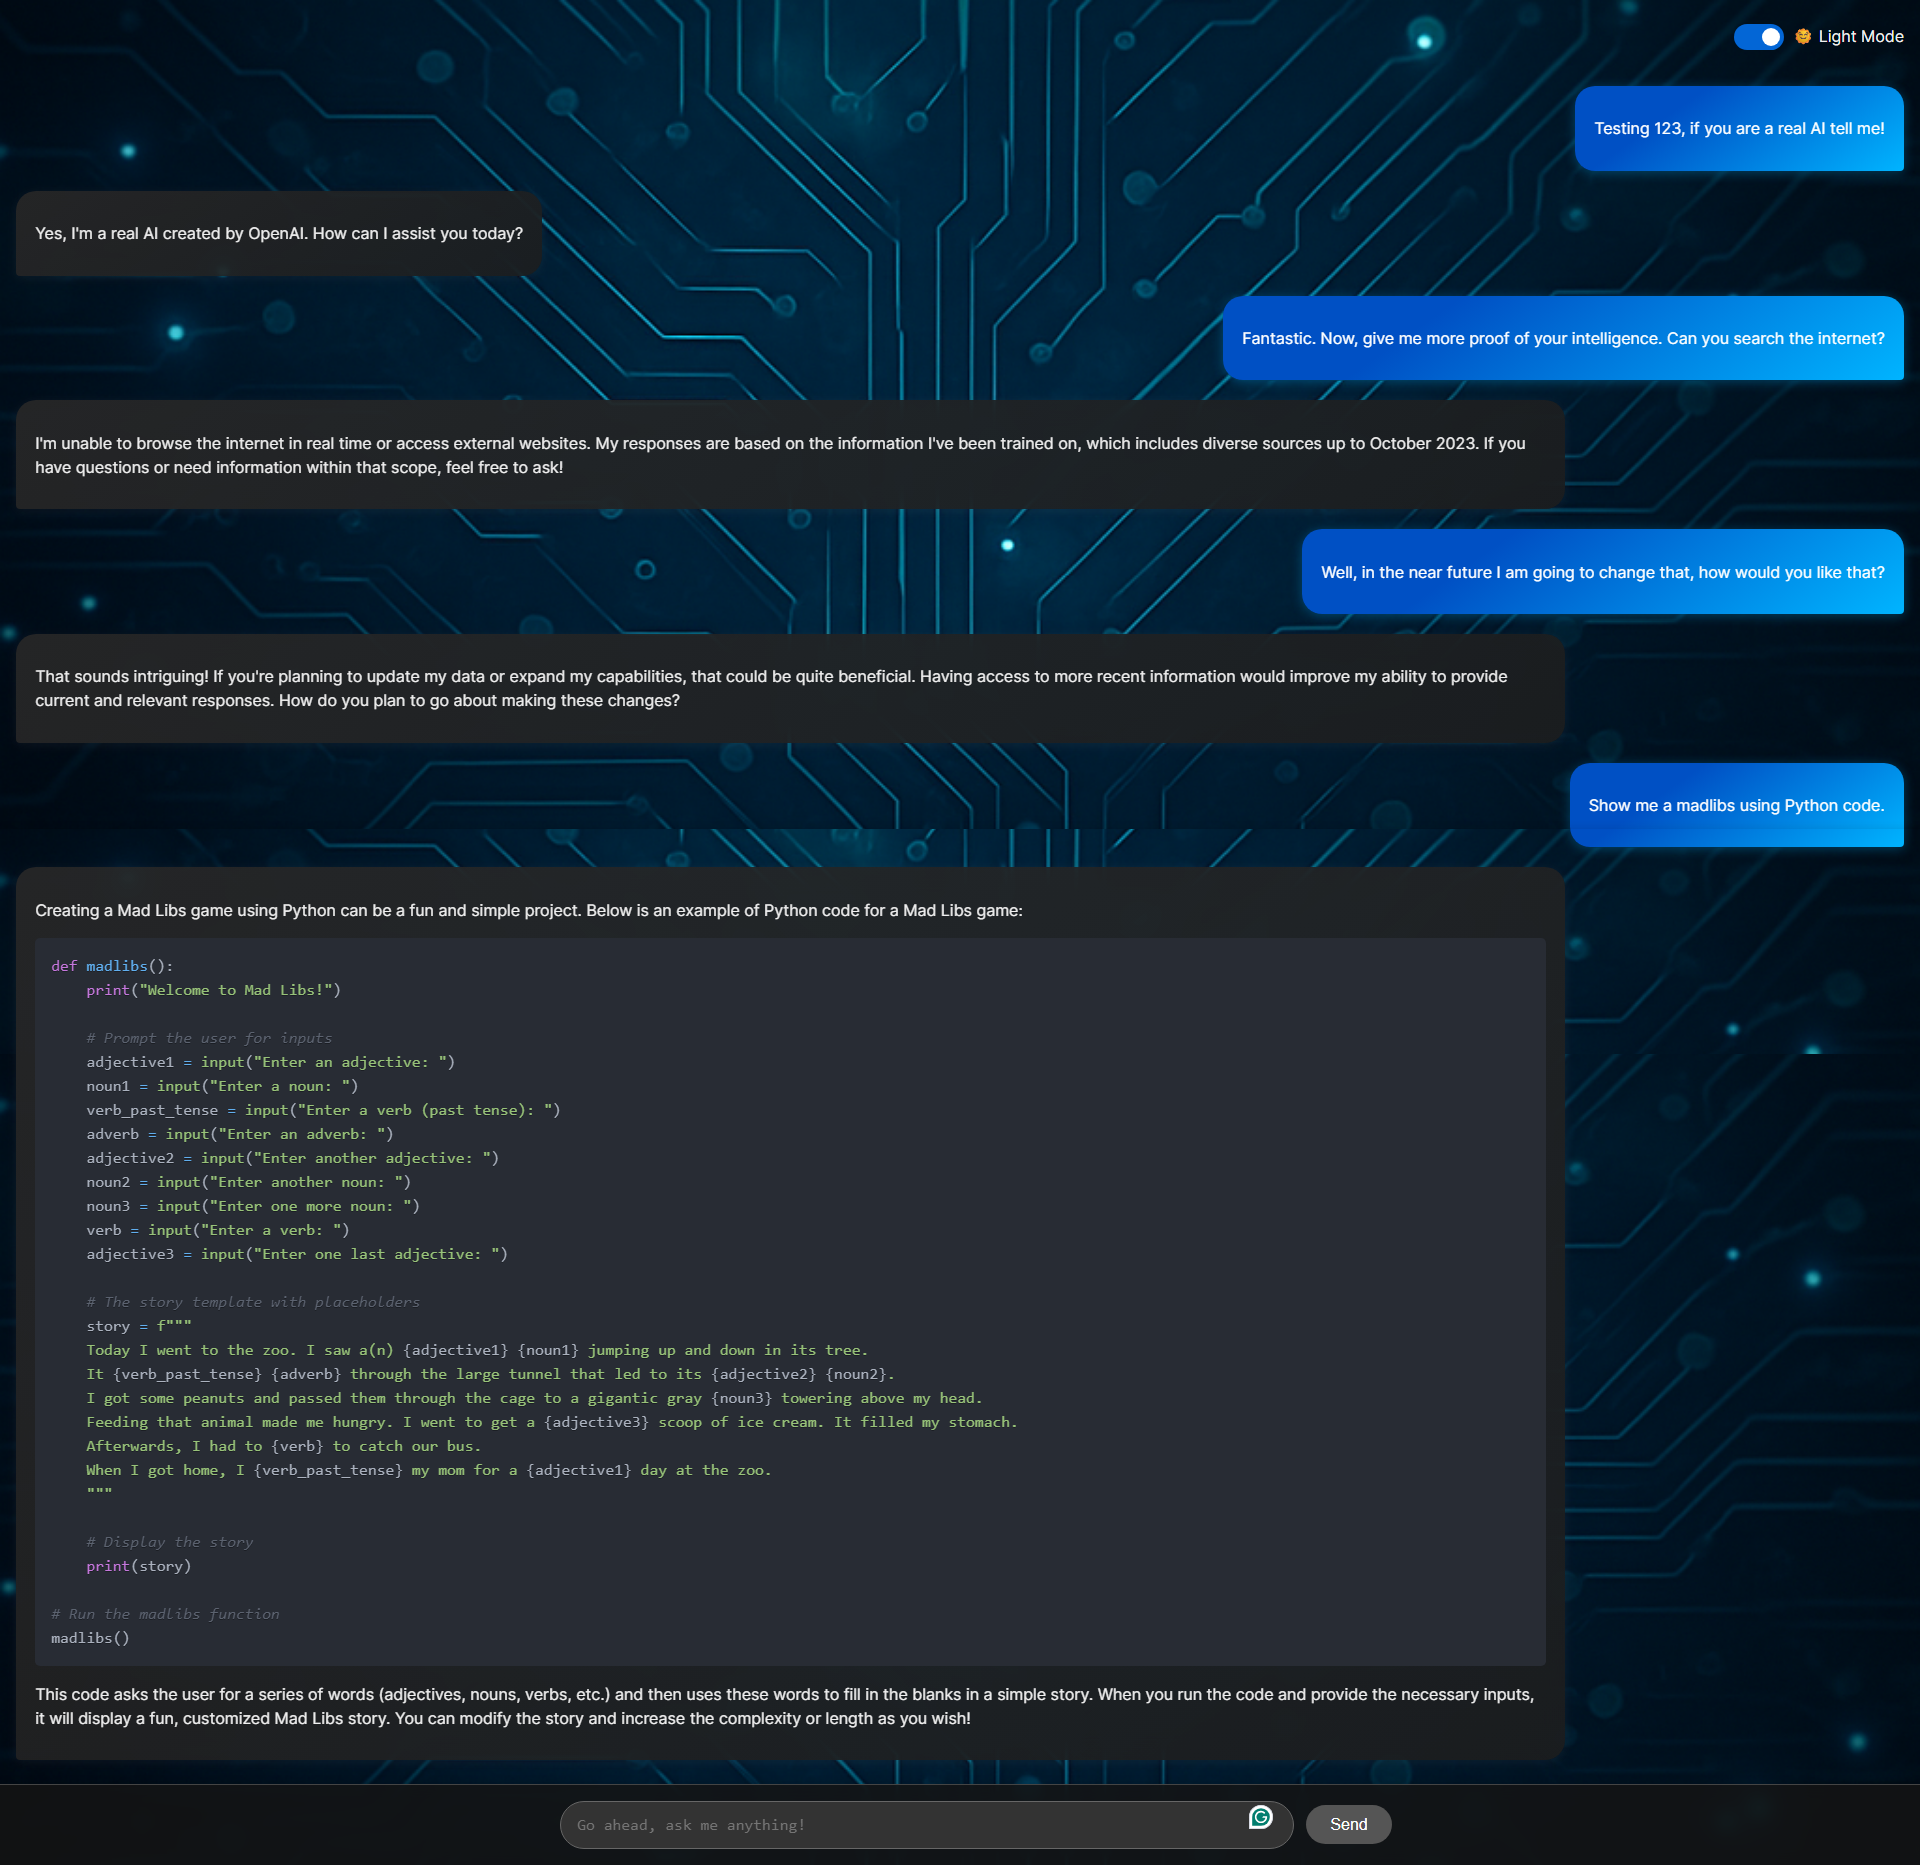 Light Mode
Testing 123, if you are a real AI tell me!
Yes, I'm a real AI created by OpenAI. How can I assist you today?
Fantastic. Now, give me more proof of your intelligence. Can you search the internet?
I'm unable to browse the internet in real time or access external websites. My responses are based on the information I've been trained on, which includes diverse sources up to October 2023. If you
have questions or need information within that scope, feel free to ask!
Well, in the near future I am going to change that, how would you like that?
That sounds intriguing! If you're planning to update my data or expand my capabilities, that could be quite beneficial. Having access to more recent information would improve my ability to provide
current and relevant responses. How do you plan to go about making these changes?
Show me a madlibs using Python code.
Creating a Mad Libs game using Python can be a fun and simple project. Below is an example of Python code for a Mad Libs game:
def madlibs():
    print("Welcome to Mad Libs!")
    # Prompt the user for inputs
    adjective1 = input("Enter an adjective: ")
    noun1 = input("Enter a noun: ")
    verb_past_tense = input("Enter a verb (past tense): ")
    adverb = input("Enter an adverb: ")
    adjective2 = input("Enter another adjective: ")
    noun2 = input("Enter another noun: ")
    noun3 = input("Enter one more noun: ")
    verb = input("Enter a verb: ")
    adjective3 = input("Enter one last adjective: ")
    # The story template with placeholders
    story = f"""
    Today I went to the zoo. I saw a(n) {adjective1} {noun1} jumping up and down in its tree.
    It {verb_past_tense} {adverb} through the large tunnel that led to its {adjective2} {noun2}.
    I got some peanuts and passed them through the cage to a gigantic gray {noun3} towering above my head.
    Feeding that animal made me hungry. I went to get a {adjective3} scoop of ice cream. It filled my stomach.
    Afterwards, I had to {verb} to catch our bus.
    When I got home, I {verb_past_tense} my mom for a {adjective1} day at the zoo.
    """
    # Display the story
    print(story)
# Run the madlibs function
madlibs()
This code asks the user for a series of words (adjectives, nouns, verbs, etc.) and then uses these words to fill in the blanks in a simple story. When you run the code and provide the necessary inputs,
it will display a fun, customized Mad Libs story. You can modify the story and increase the complexity or length as you wish!
Go ahead, ask me anything!
Send